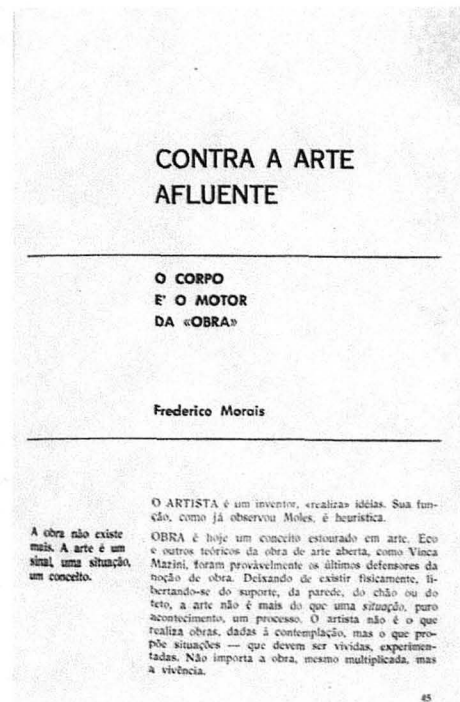 CONTRA A ARTE
AFLUENTE
O CORPO
E' O MOTOR
DA «OBRA»
Frederico Morais
O ARTISTA é um inventor, «realiza» idéias. Sua fun-
ção, como já observou Moles, é heurística.
A obra não existe
mais. A arte é um
sinal, uma situação,
um conceito.
OBRA é hoje um conceito estourado em arte. Eco
e outros teóricos da obra de arte aberta, como Vinca
Mazini, foram provàvelmente os últimos defensores da
noção de obra. Deixando de existir fisicamente, li-
bertando-se do suporte, da parede, do chão ou do
teto, a arte não é mais do que uma situação, puro
acontecimento, um processo. O artista não é o que
realiza obras, dadas à contemplação, mas o que pro-
põe situações — que devem ser vividas, experimen-
tadas. Não importa a obra, mesmo multiplicada, mas
a vivência.
45